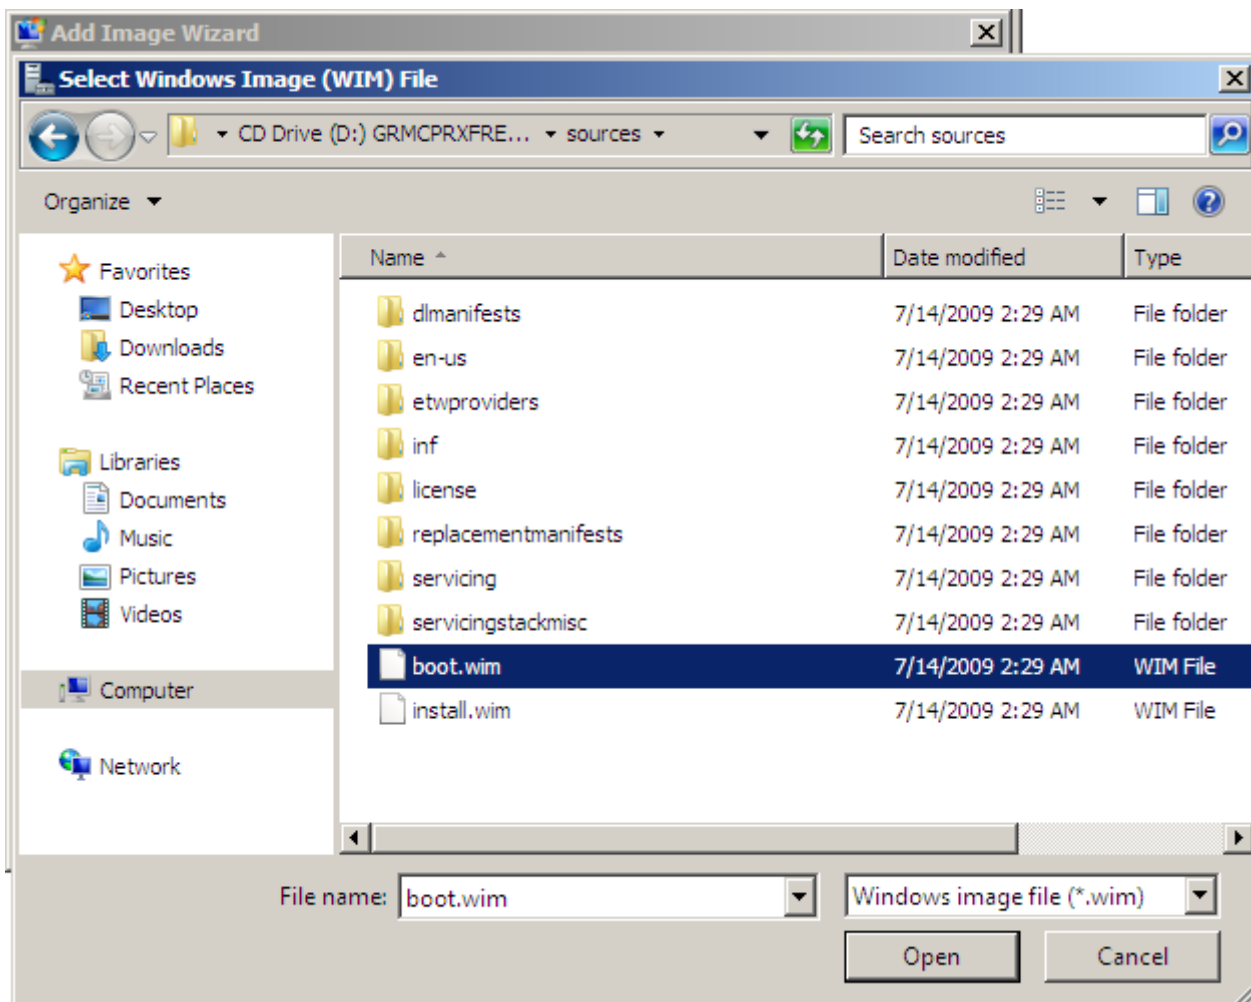 Add Image Wizard
Select Windows Image (WIM) File
CD Drive (D:) GRMCPRXFRE... sources
Search sources
Organize
Favorites
Desktop
Downloads
Recent Places
Libraries
Documents
Music
Pictures
Videos
Computer
Network
Name Date modified Type
dlmanifests 7/14/2009 2:29 AM File folder
en-us 7/14/2009 2:29 AM File folder
etwproviders 7/14/2009 2:29 AM File folder
inf 7/14/2009 2:29 AM File folder
license 7/14/2009 2:29 AM File folder
replacementmanifests 7/14/2009 2:29 AM File folder
servicing 7/14/2009 2:29 AM File folder
servicingstackmisc 7/14/2009 2:29 AM File folder
boot.wim 7/14/2009 2:29 AM WIM File
install.wim 7/14/2009 2:29 AM WIM File
File name: boot.wim
Windows image file (*.wim)
Open Cancel